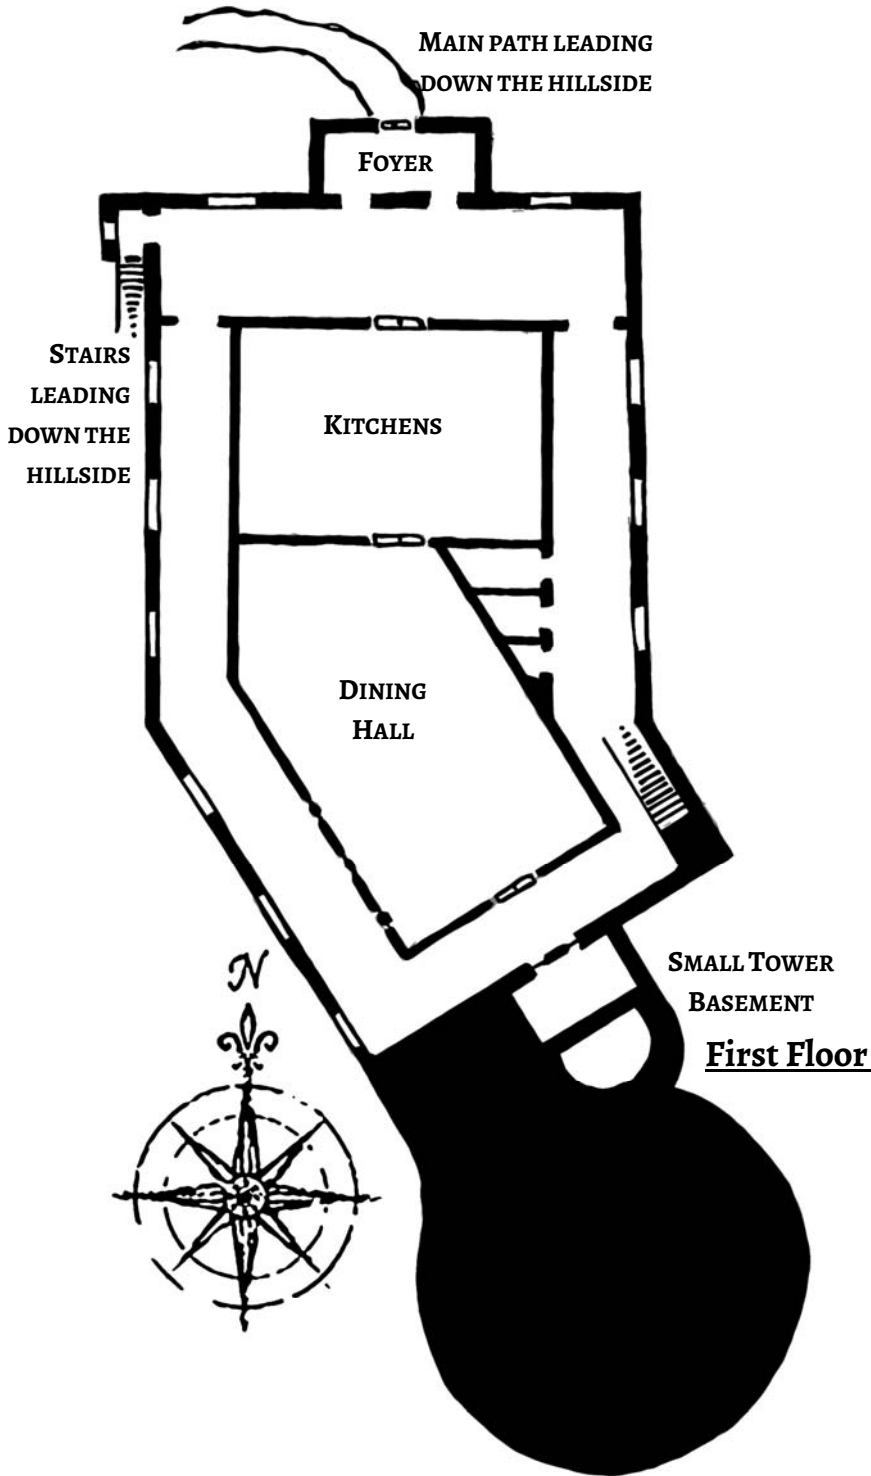 Main path leading
down the hillside
Foyer
Stairs
leading
down the
hillside
Kitchens
Dining
Hall
N
Small Tower
Basement
First Floor